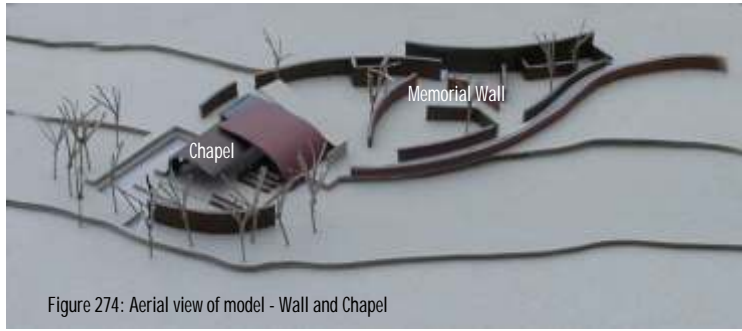 Memorial Wall
Chapel
Figure 274: Aerial view of model - Wall and Chapel